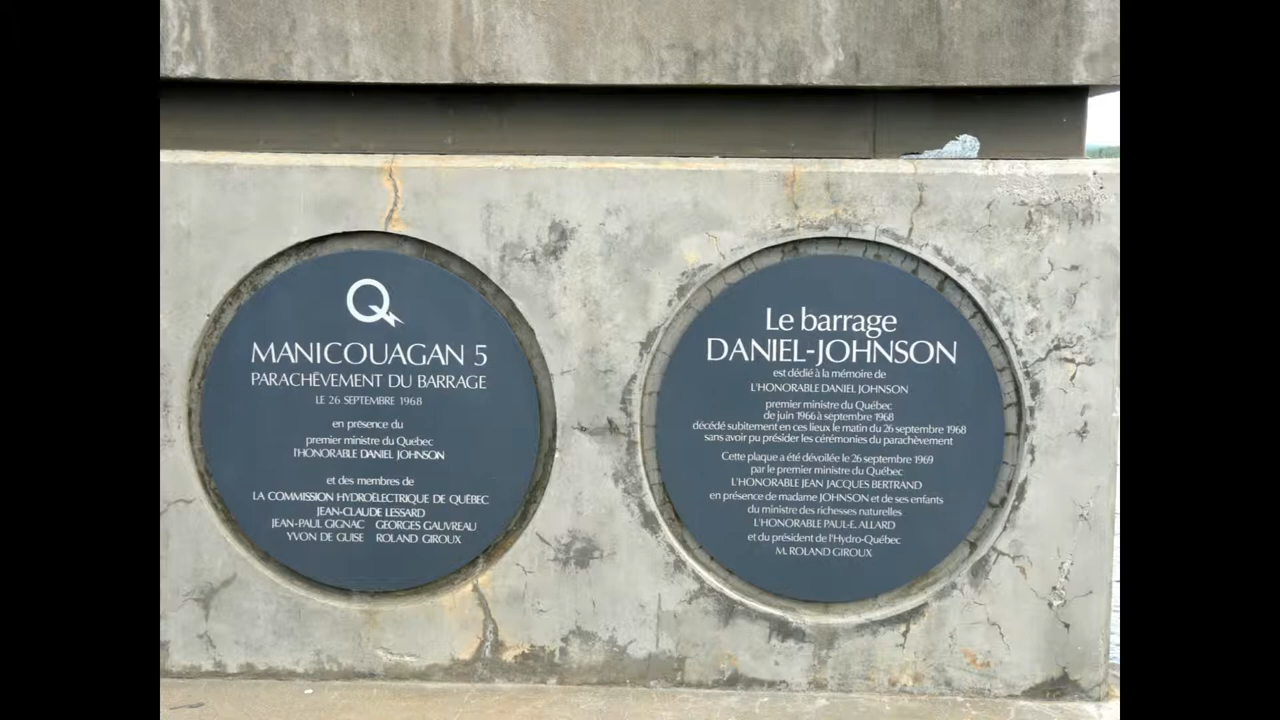 Q
MANICOUAGAN 5
PARACHÈVEMENT DU BARRAGE
LE 26 SEPTEMBRE 1968
en présence du
premier ministre du Québec
l'HONORABLE DANIEL JOHNSON
et des membres de
LA COMMISSION HYDROÉLECTRIQUE DE QUÉBEC
JEAN-CLAUDE LESSARD
JEAN-PAUL GIGNAC GEORGES GAUVREAU
YVON DE GUISE ROLAND GIROUX
Le barrage
DANIEL-JOHNSON
est dédié à la mémoire de
L'HONORABLE DANIEL JOHNSON
premier ministre du Québec
de juin 1966 à septembre 1968
décédé subitement en ces lieux le matin du 26 septembre 1968
sans avoir pu présider les cérémonies du parachèvement
Cette plaque a été dévoilée le 26 septembre 1969
par le premier ministre du Québec
L'HONORABLE JEAN JACQUES BERTRAND
en présence de madame JOHNSON et de ses enfants
du ministre des richesses naturelles
L'HONORABLE PAUL-E. ALLARD
et du président de l'Hydro-Québec
M. ROLAND GIROUX